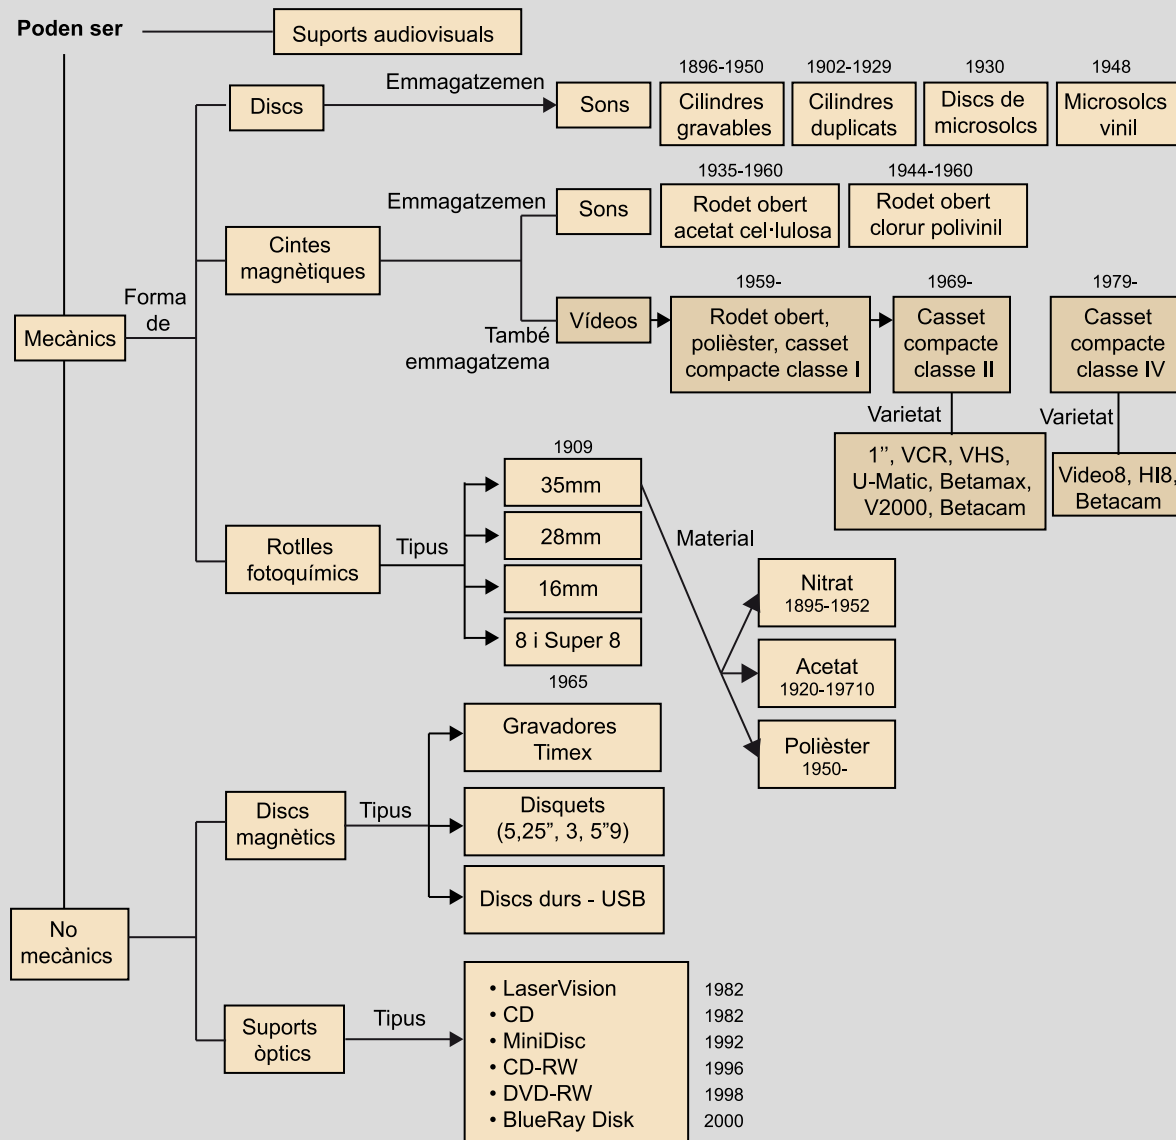 Poden ser
Suports audiovisuals
Discs
Emmagatzemen
Sons
1896-1950
Cilindres
gravables
1902-1929
Cilindres
duplicats
1930
Discs de
microsolcs
1948
Microsolcs
vinil
Mecànics
Forma
de
Cintes
magnètiques
Emmagatzemen
Sons
1935-1960
Rodet obert
acetat cel·lulosa
1944-1960
Rodet obert
clorur polivinil
També
emmagatzema
Vídeos
1959-
Rodet obert,
polièster, casset
compacte classe I
1969-
Casset
compacte
classe II
1979-
Casset
compacte
classe IV
Varietat
1’’, VCR, VHS,
U-Matic, Betamax,
V2000, Betacam
Varietat
Video8, HI8,
Betacam
Rotlles
fotoquímics
Tipus
1909
35mm
28mm
16mm
8 i Super 8
1965
Material
Nitrat
1895-1952
Acetat
1920-19710
Polièster
1950-
No
mecànics
Discs
magnètics
Tipus
Gravadores
Timex
Disquets
(5,25”, 3, 5”9)
Discs durs - USB
Suports
òptics
Tipus
• LaserVision 1982
• CD 1982
• MiniDisc 1992
• CD-RW 1996
• DVD-RW 1998
• BlueRay Disk 2000